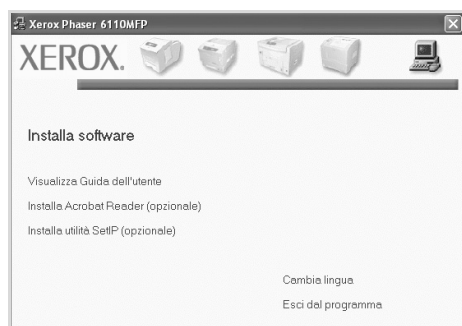 Xerox Phaser 6110MFP
XEROX.
Installa software
Visualizza Guida dell'utente
Installa Acrobat Reader (opzionale)
Installa utilità SetIP (opzionale)
Cambia lingua
Esci dal programma